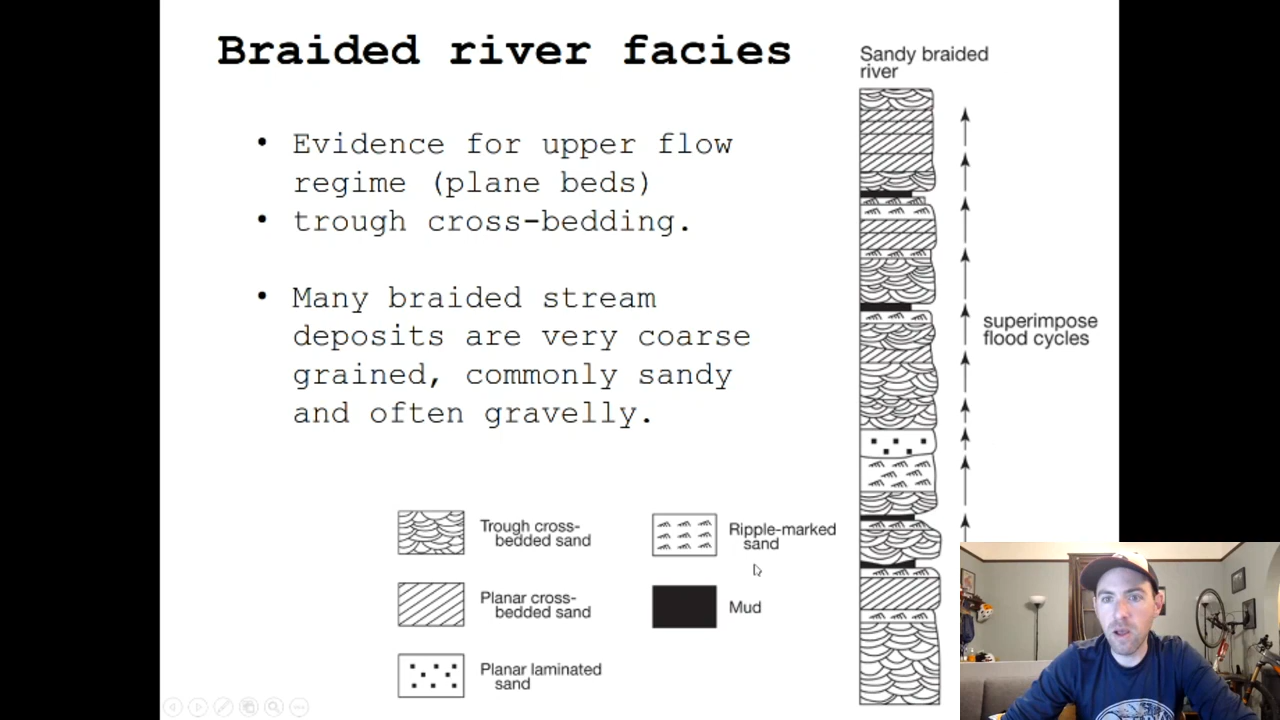 Braided river facies
Sandy braided
river
• Evidence for upper flow
regime (plane beds)
• trough cross-bedding.
• Many braided stream
deposits are very coarse
grained, commonly sandy
and often gravelly.
superimpose
flood cycles
Trough cross-
bedded sand
Ripple-marked
sand
Planar cross-
bedded sand
Mud
Planar laminated
sand